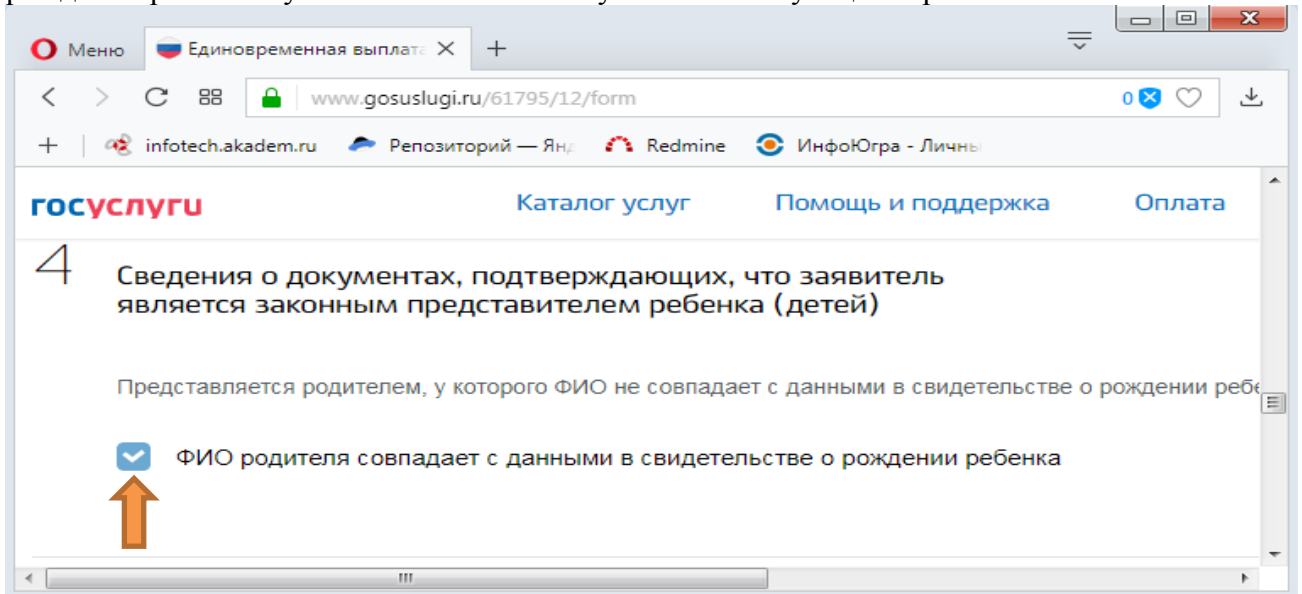 Меню Единовременная выплата
www.gosuslugi.ru/61795/12/form 0
infotech.akadem.ru Репозиторий — Янд Redmine ИнфоЮгра - Личны
госуслуги Каталог услуг Помощь и поддержка Оплата
4 Сведения о документах, подтверждающих, что заявитель
является законным представителем ребенка (детей)
Представляется родителем, у которого ФИО не совпадает с данными в свидетельстве о рождении ребе
ФИО родителя совпадает с данными в свидетельстве о рождении ребенка